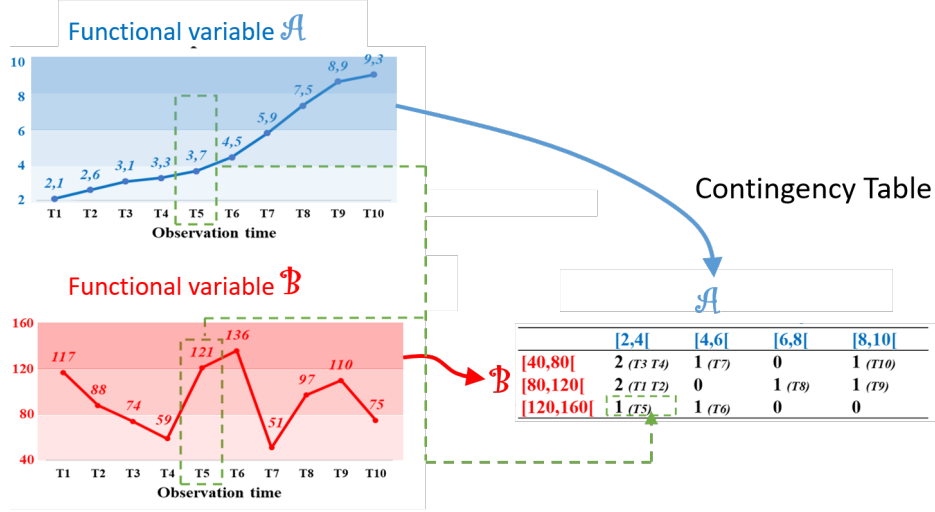 Functional variable 𝒜
10
8
6
4
2
2,1 2,6 3,1 3,3 3,7 4,5 5,9 7,5 8,9 9,3
T1 T2 T3 T4 T5 T6 T7 T8 T9 T10
Observation time
Functional variable ℬ
160
120
80
40
117 88 74 59 121 136 51 97 110 75
T1 T2 T3 T4 T5 T6 T7 T8 T9 T10
Observation time
Contingency Table
𝒜
ℬ
[2,4[ [4,6[ [6,8[ [8,10[
[40,80[ 2 (T3 T4) 1 (T7) 0 1 (T10)
[80,120[ 2 (T1 T2) 0 1 (T8) 1 (T9)
[120,160[ 1 (T5) 1 (T6) 0 0